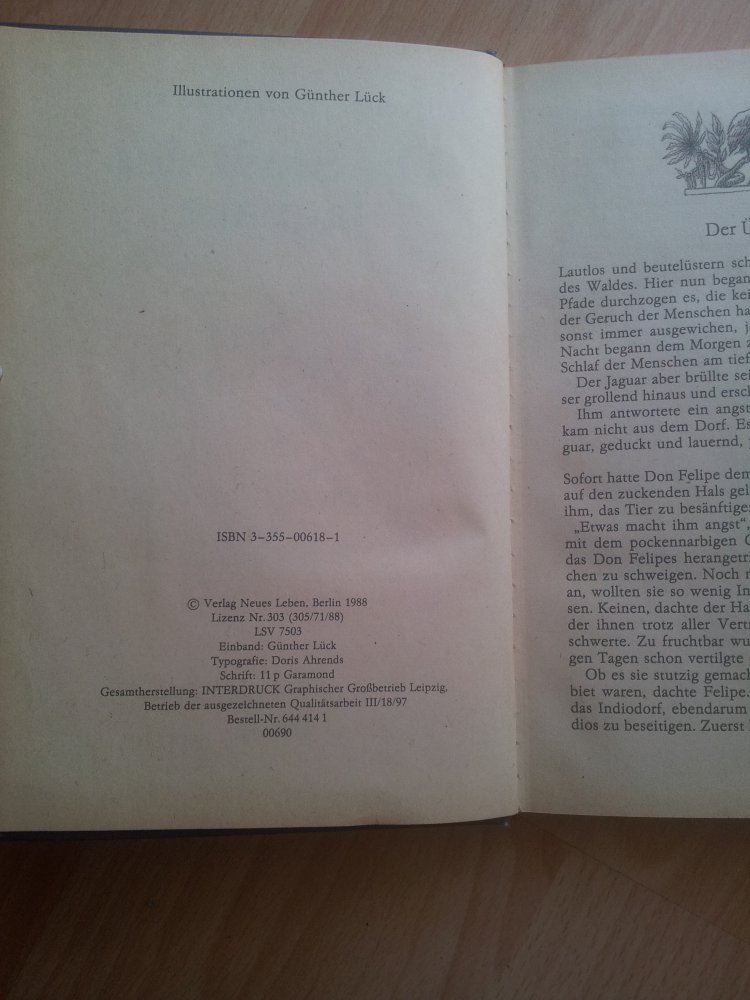 Illustrationen von Günther Lück
ISBN 3–355–00618–1
© Verlag Neues Leben, Berlin 1988
Lizenz Nr. 303 (305/71/88)
LSV 7503
Einband: Günther Lück
Typografie: Doris Ahrends
Schrift: 11 p Garamond
Gesamtherstellung: INTERDRUCK Graphischer Großbetrieb Leipzig,
Betrieb der ausgezeichneten Qualitätsarbeit III/18/97
Bestell-Nr. 644 414 1
00690
Der Ü
Lautlos und beutelüstern sch
des Waldes. Hier nun began
Pfade durchzogen es, die kei
der Geruch der Menschen ha
sonst immer ausgewichen, j
Nacht begann dem Morgen z
Schlaf der Menschen am tief
Der Jaguar aber brüllte sei
ser grollend hinaus und ersch
Ihm antwortete ein angst
kam nicht aus dem Dorf. Es
guar, geduckt und lauernd,
Sofort hatte Don Felipe dem
auf den zuckenden Hals gel
ihm, das Tier zu besänftigen
„Etwas macht ihm angst“,
mit dem pockennarbigen G
das Don Felipes herangetri
chen zu schweigen. Noch
an, wollten sie so wenig In
sen. Keinen, dachte der Ha
der ihnen trotz aller Vert
schwerte. Zu fruchtbar wu
gen Tagen schon vertilgte
Ob es sie stutzig gemac
biet waren, dachte Felipe.
das Indiodorf, ebendarum
dios zu beseitigen. Zuerst